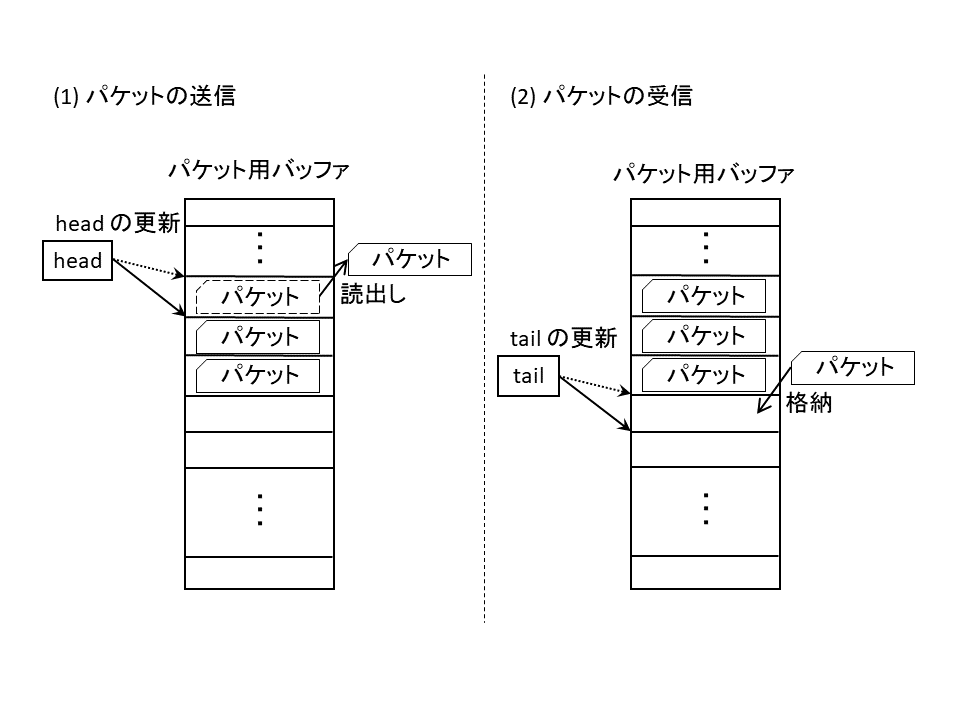 (1) パケットの送信
パケット用バッファ
head の更新
head
パケット
読出し
パケット
パケット
パケット
(2) パケットの受信
パケット用バッファ
パケット
パケット
パケット
tail の更新
tail
パケット
格納